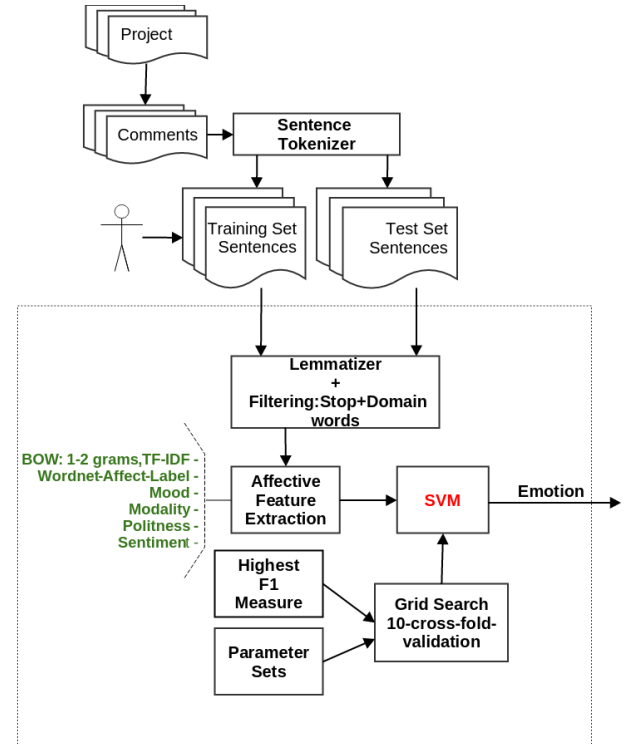 Project
Comments
Sentence
Tokenizer
Training Set
Sentences
Test Set
Sentences
Lemmatizer
+
Filtering:Stop+Domain
words
BOW: 1-2 grams,TF-IDF -
Wordnet-Affect-Label -
Mood -
Modality -
Politness -
Sentiment -
Affective
Feature
Extraction
SVM
Emotion
Highest
F1
Measure
Grid Search
10-cross-fold-
validation
Parameter
Sets